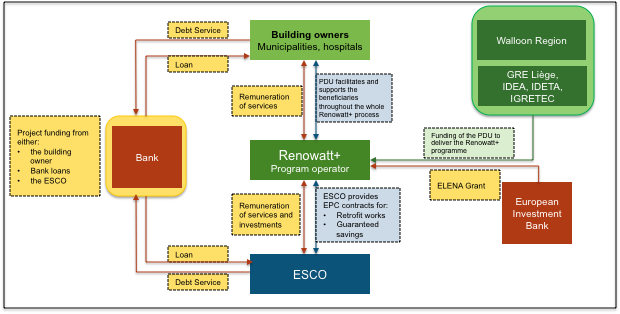 Debt Service
Loan
Building owners
Municipalities, hospitals
Walloon Region
GRE Liège,
IDEA, IDETA,
IGRETEC
Remuneration
of services
PDU facilitates and
supports the
beneficiaries
throughout the whole
Renowatt+ process
Project funding from
either:
• the building
owner
• Bank loans
• the ESCO
Bank
Renowatt+
Program operator
Funding of the PDU to
deliver the Renowatt+
programme
ELENA Grant
European
Investment
Bank
Remuneration
of services and
investments
ESCO provides
EPC contracts for:
• Retrofit works
• Guaranteed
savings
Loan
Debt Service
ESCO